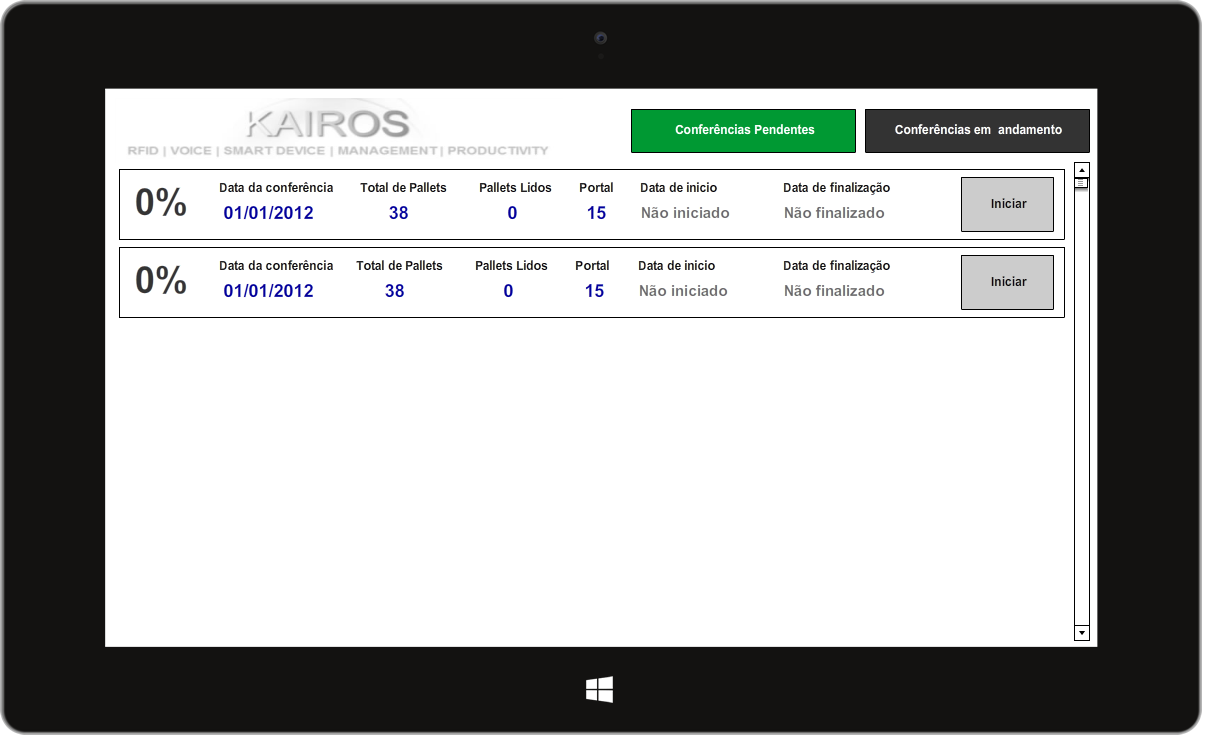 KAIROS
RFID | VOICE | SMART DEVICE | MANAGEMENT | PRODUCTIVITY
Conferências Pendentes
Conferências em andamento
0%
Data da conferência Total de Pallets Pallets Lidos Portal Data de inicio Data de finalização
01/01/2012 38 0 15 Não iniciado Não finalizado
Iniciar
0%
Data da conferência Total de Pallets Pallets Lidos Portal Data de inicio Data de finalização
01/01/2012 38 0 15 Não iniciado Não finalizado
Iniciar